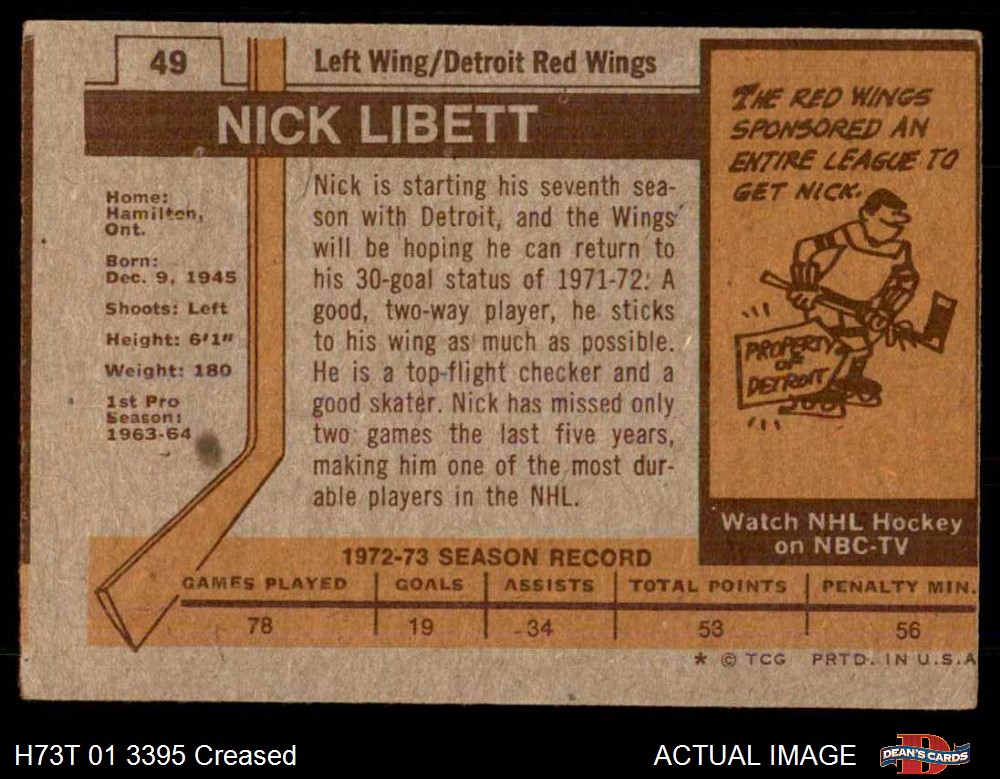 49
Left Wing/Detroit Red Wings
NICK LIBETT
Home:
Hamilton,
Ont.
Born:
Dec. 9, 1945
Shoots: Left
Height: 6'1"
Weight: 180
1st Pro
Season:
1963-64
Nick is starting his seventh sea-
son with Detroit, and the Wings
will be hoping he can return to
his 30-goal status of 1971-72. A
good, two-way player, he sticks
to his wing as much as possible.
He is a top-flight checker and a
good skater. Nick has missed only
two games the last five years,
making him one of the most dur-
able players in the NHL.
THE RED WINGS
SPONSORED AN
ENTIRE LEAGUE TO
GET NICK.
PROPERTY
OF
DETROIT
Watch NHL Hockey
on NBC-TV
1972-73 SEASON RECORD
GAMES PLAYED GOALS ASSISTS TOTAL POINTS PENALTY MIN.
78 19 34 53 56
* © TCG PRTD. IN U.S.A
H73T 01 3395 Creased ACTUAL IMAGE DEAN'S CARDS